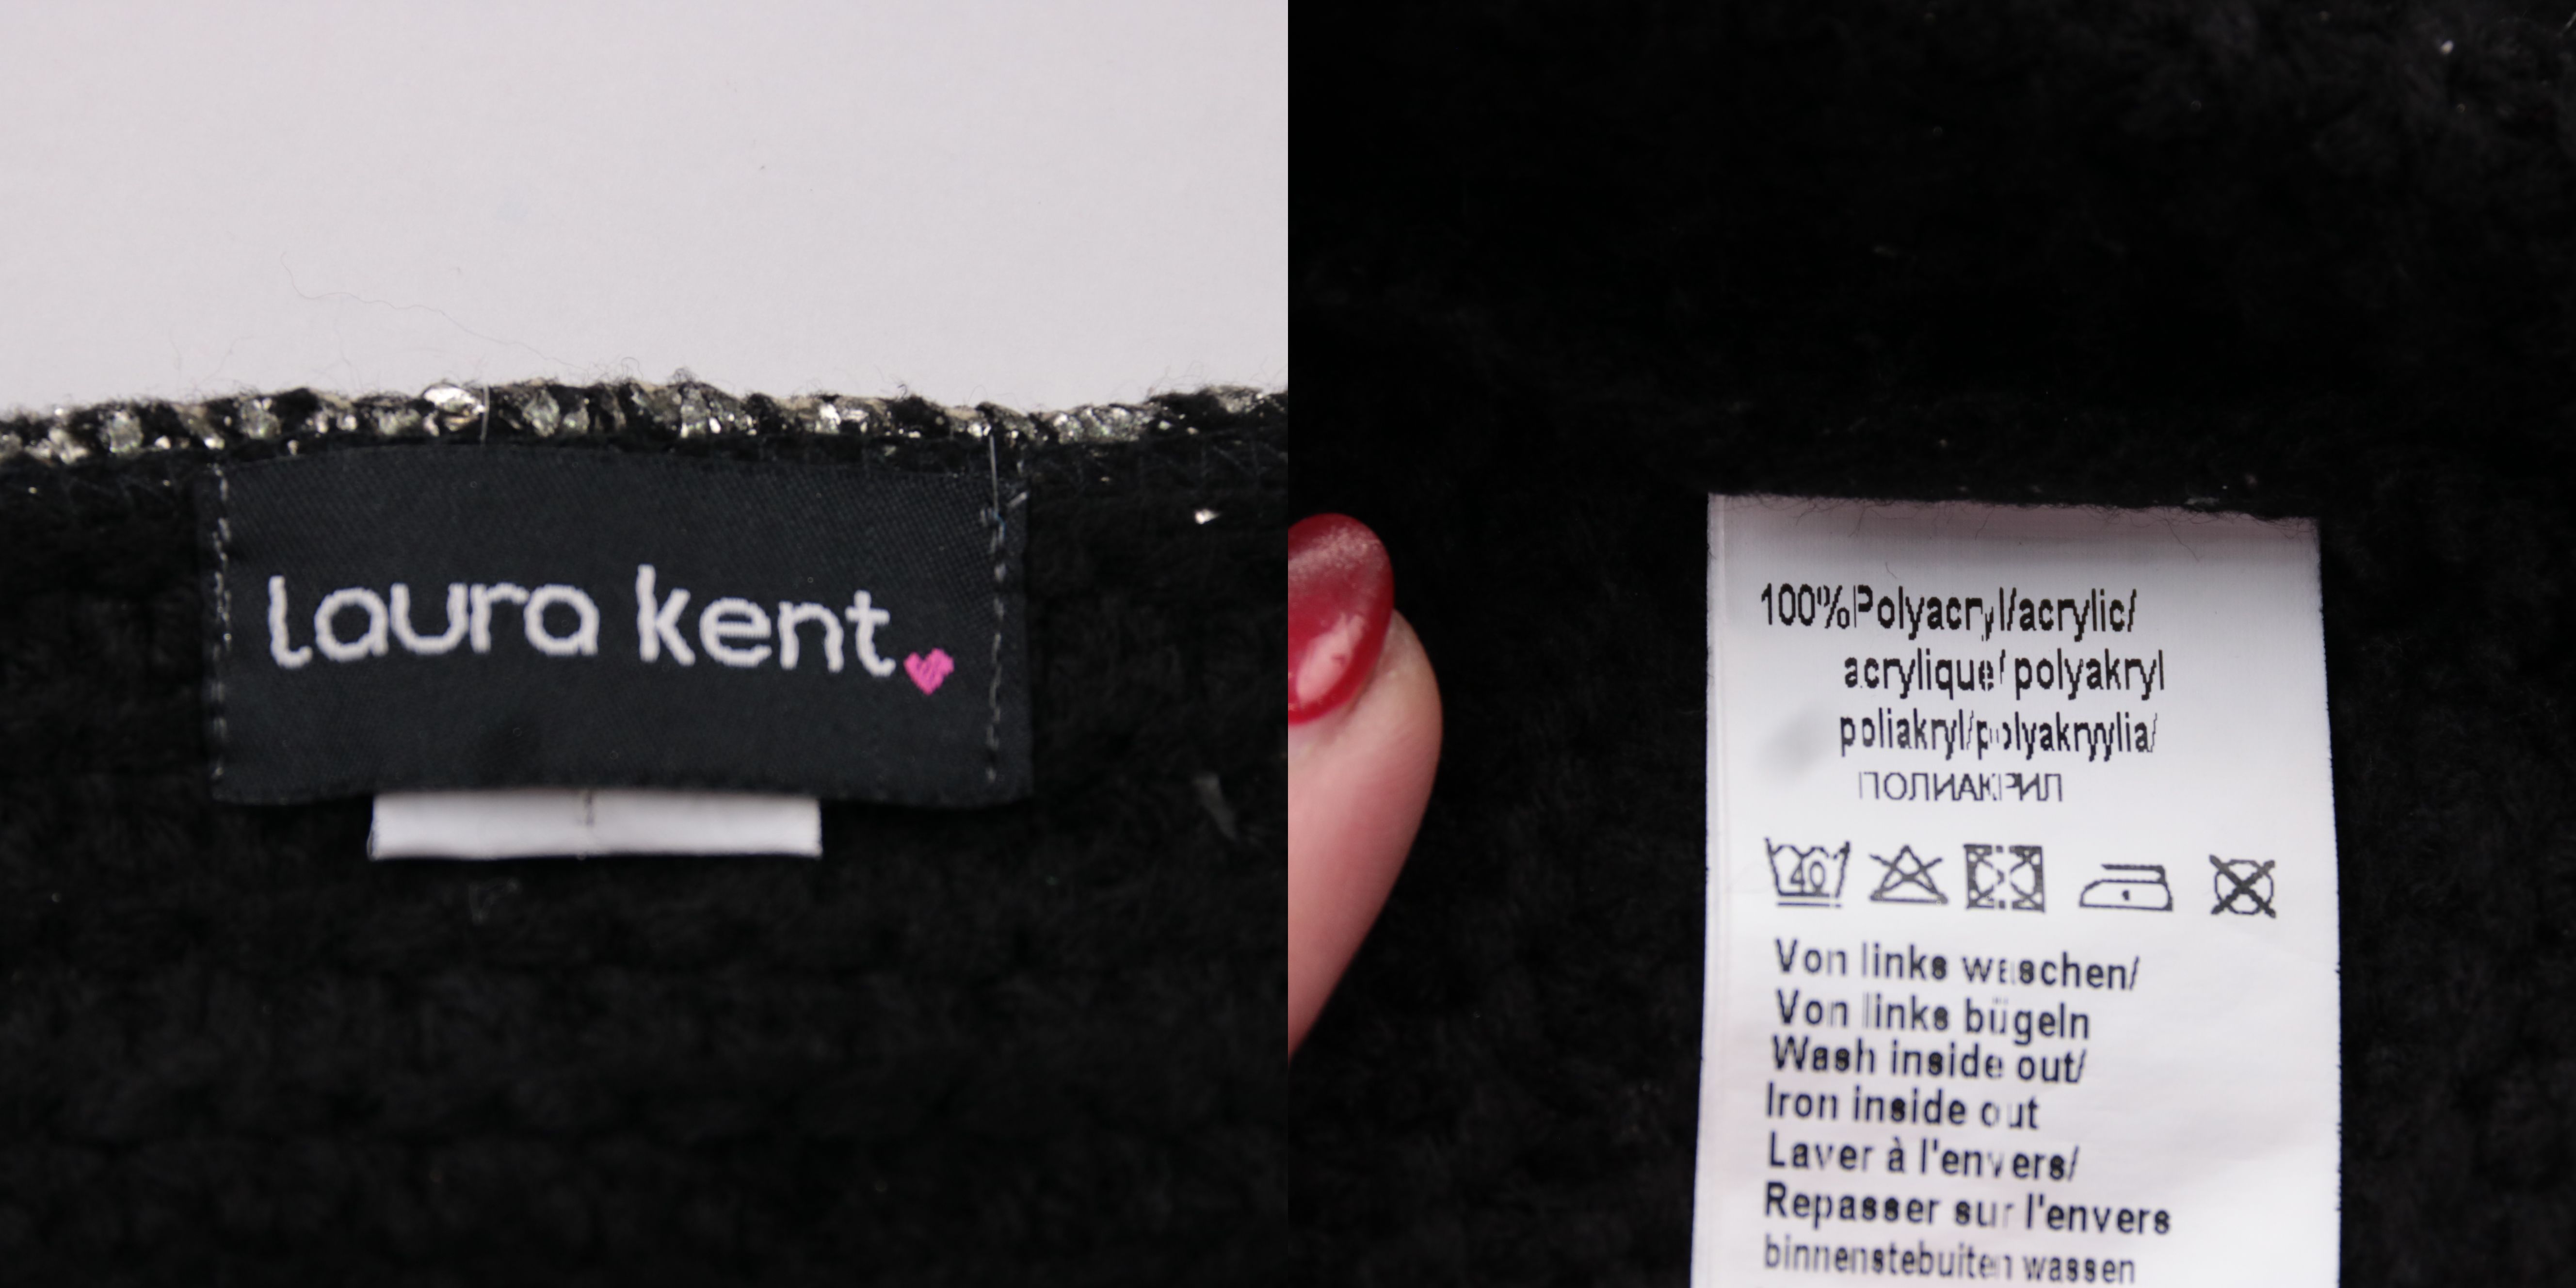 laura kent.
100%Polyacryl/acrylic/
acrylique/ polyakryl
poliakryl/polyakryylia/
ПОЛИАКРИЛ
40
Von links waschen/
Von links bügeln
Wash inside out/
Iron inside out
Laver à l'envers/
Repasser sur l'envers
binnenstebuiten wassen